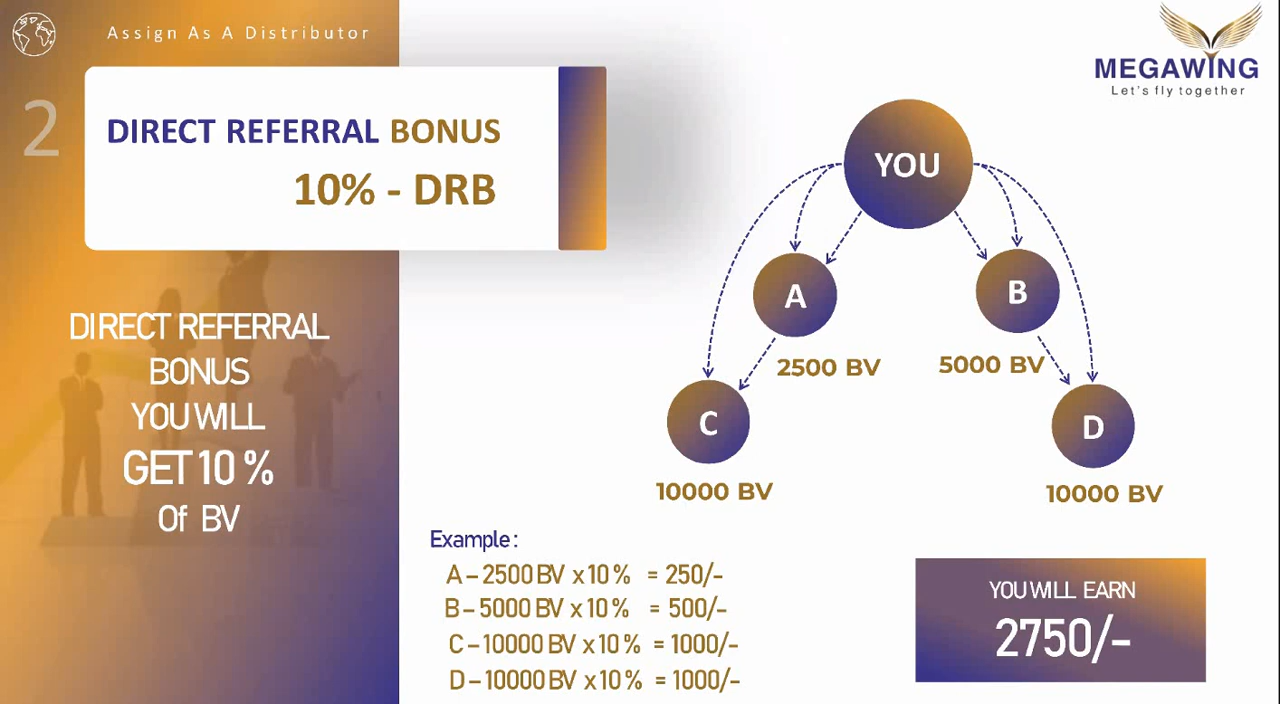 Assign As A Distributor
MEGAWING
Let's fly together
2
DIRECT REFERRAL BONUS
10% - DRB
DIRECT REFERRAL
BONUS
YOU WILL
GET 10 %
Of BV
YOU
A
B
2500 BV
5000 BV
C
D
10000 BV
10000 BV
Example :
A – 2500 BV x 10 % = 250/-
B – 5000 BV x 10 % = 500/-
C – 10000 BV x 10 % = 1000/-
D – 10000 BV x 10 % = 1000/-
YOU WILL EARN
2750/-